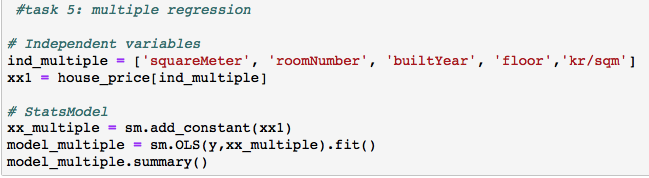 #task 5: multiple regression
# Independent variables
ind_multiple = ['squareMeter', 'roomNumber', 'builtYear', 'floor','kr/sqm']
xx1 = house_price[ind_multiple]
# StatsModel
xx_multiple = sm.add_constant(xx1)
model_multiple = sm.OLS(y,xx_multiple).fit()
model_multiple.summary()